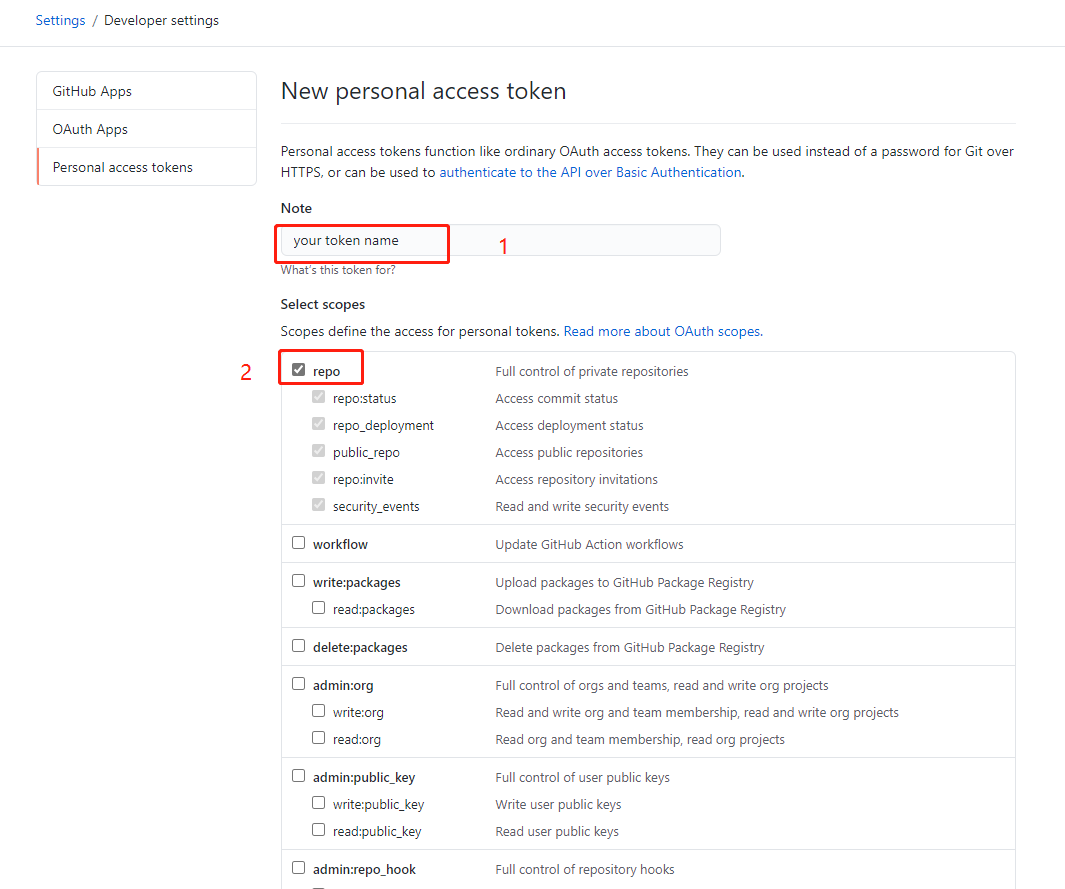 Settings / Developer settings
GitHub Apps
OAuth Apps
Personal access tokens
New personal access token
Personal access tokens function like ordinary OAuth access tokens. They can be used instead of a password for Git over
HTTPS, or can be used to authenticate to the API over Basic Authentication.
Note
your token name
1
What's this token for?
Select scopes
Scopes define the access for personal tokens. Read more about OAuth scopes.
2
repo Full control of private repositories
repo:status Access commit status
repo_deployment Access deployment status
public_repo Access public repositories
repo:invite Access repository invitations
security_events Read and write security events
workflow Update GitHub Action workflows
write:packages Upload packages to GitHub Package Registry
read:packages Download packages from GitHub Package Registry
delete:packages Delete packages from GitHub Package Registry
admin:org Full control of orgs and teams, read and write org projects
write:org Read and write org and team membership, read and write org projects
read:org Read org and team membership, read org projects
admin:public_key Full control of user public keys
write:public_key Write user public keys
read:public_key Read user public keys
admin:repo_hook Full control of repository hooks